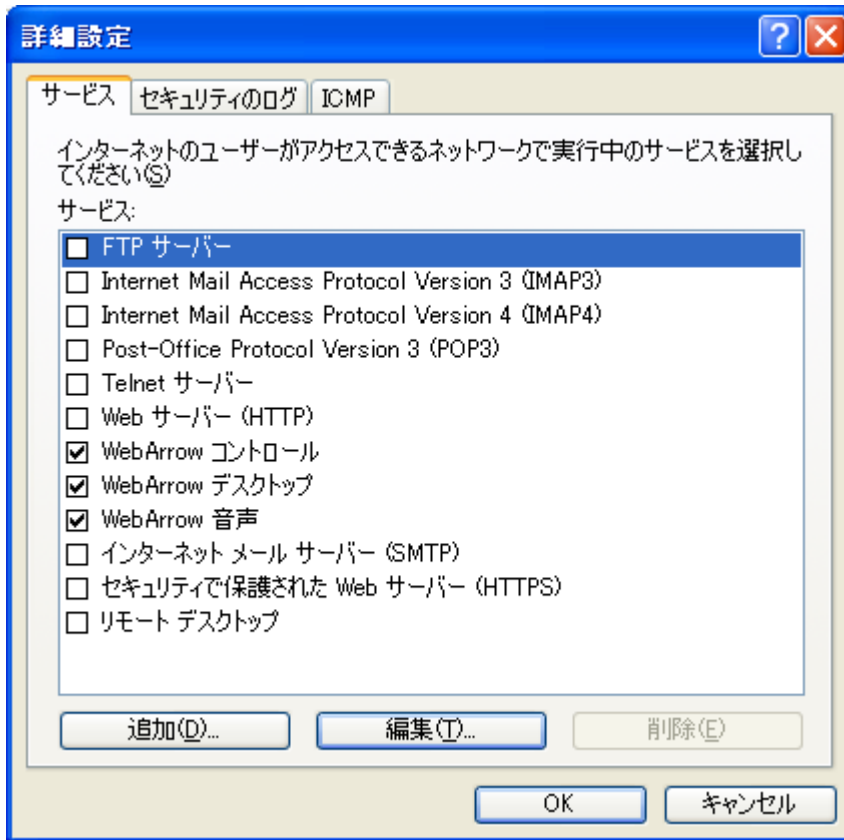 詳細設定
サービス
セキュリティのログ
ICMP
インターネットのユーザーがアクセスできるネットワークで実行中のサービスを選択し
てください(S)
サービス:
FTP サーバー
Internet Mail Access Protocol Version 3 (IMAP3)
Internet Mail Access Protocol Version 4 (IMAP4)
Post-Office Protocol Version 3 (POP3)
Telnet サーバー
Web サーバー (HTTP)
WebArrow コントロール
WebArrow デスクトップ
WebArrow 音声
インターネット メール サーバー (SMTP)
セキュリティで保護された Web サーバー (HTTPS)
リモート デスクトップ
追加(D)...
編集(T)...
削除(E)
OK
キャンセル